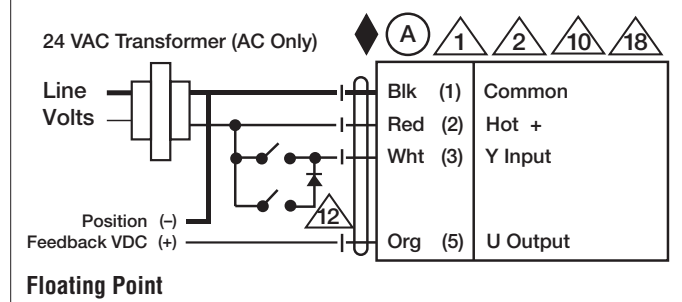 24 VAC Transformer (AC Only)
A 1 2 10 18
Line
Volts
Blk (1) Common
Red (2) Hot +
Wht (3) Y Input
12
Position (–)
Feedback VDC (+)
Org (5) U Output
Floating Point